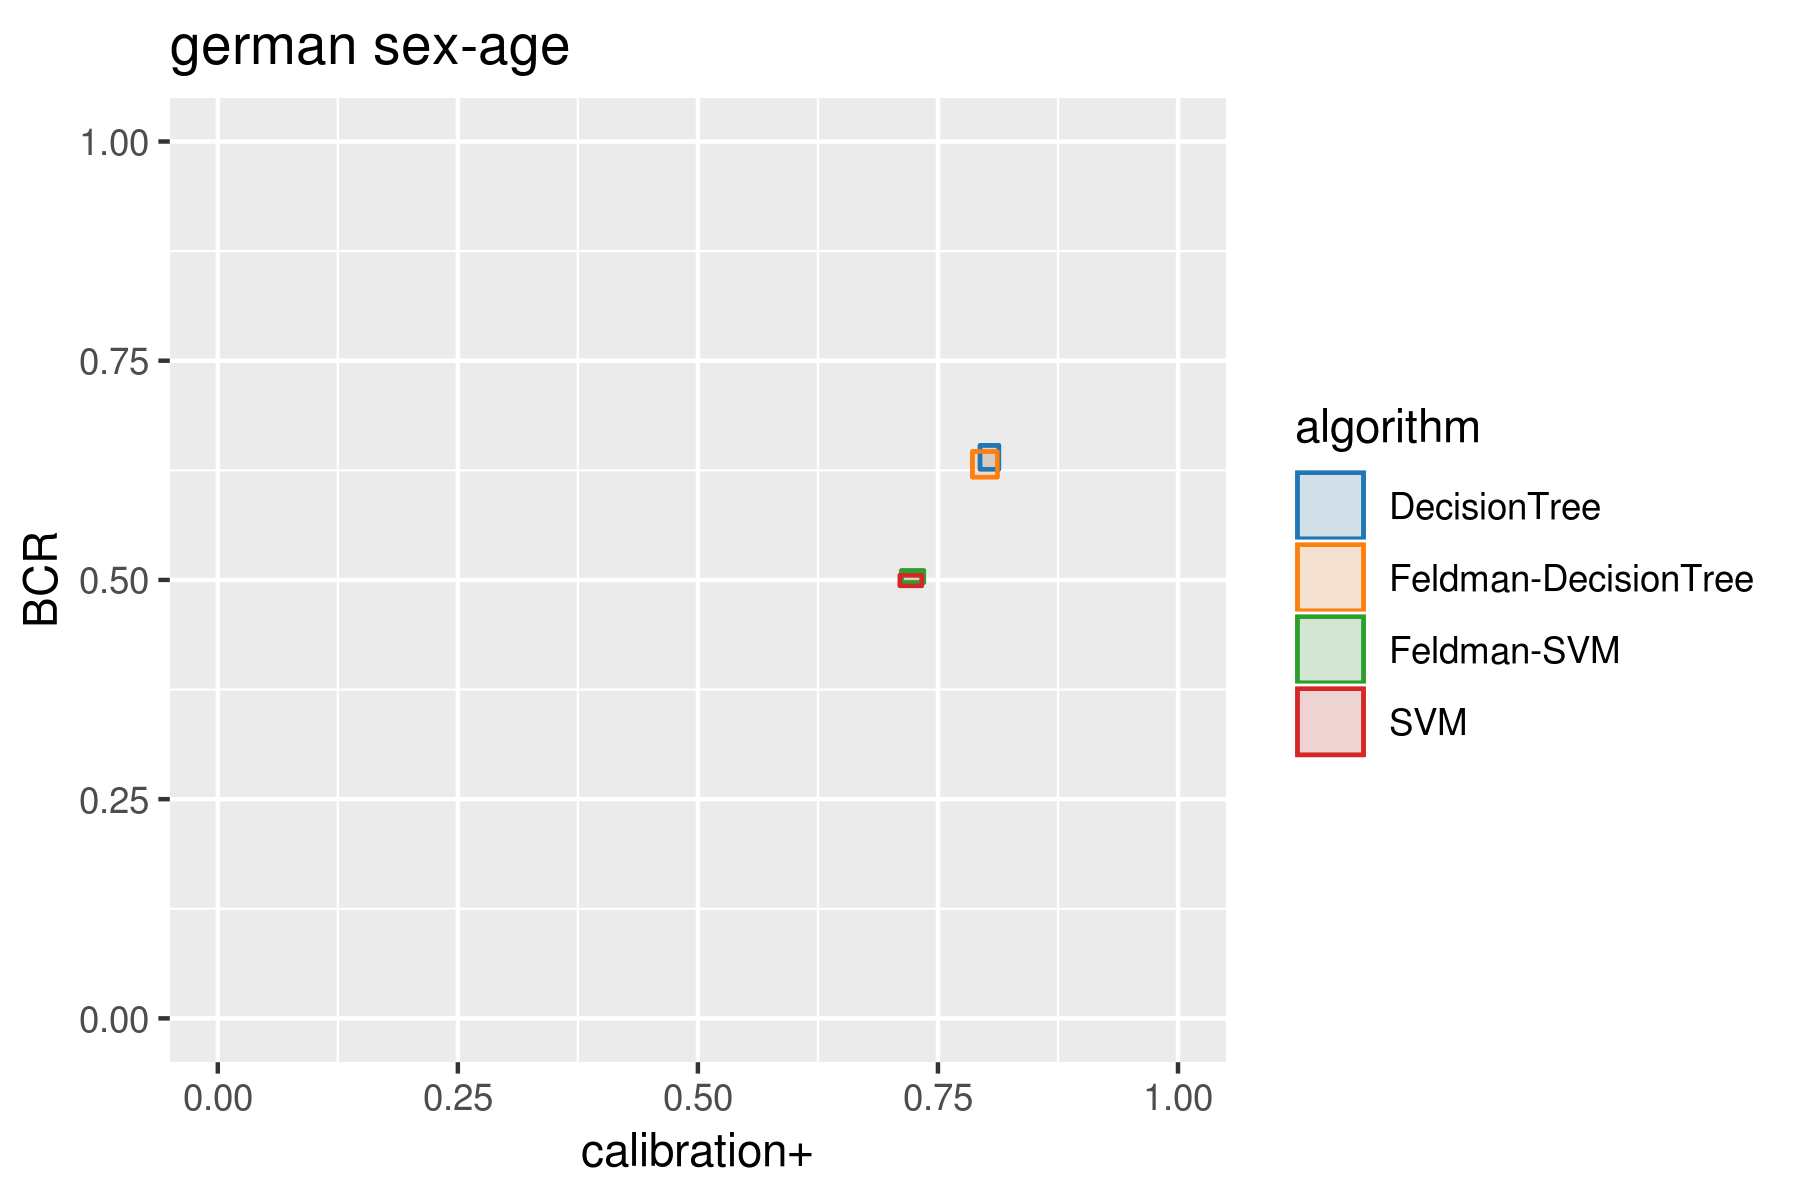 german sex-age
1.00
0.75
0.50
0.25
0.00
BCR
0.00 0.25 0.50 0.75 1.00
calibration+
algorithm
DecisionTree
Feldman-DecisionTree
Feldman-SVM
SVM